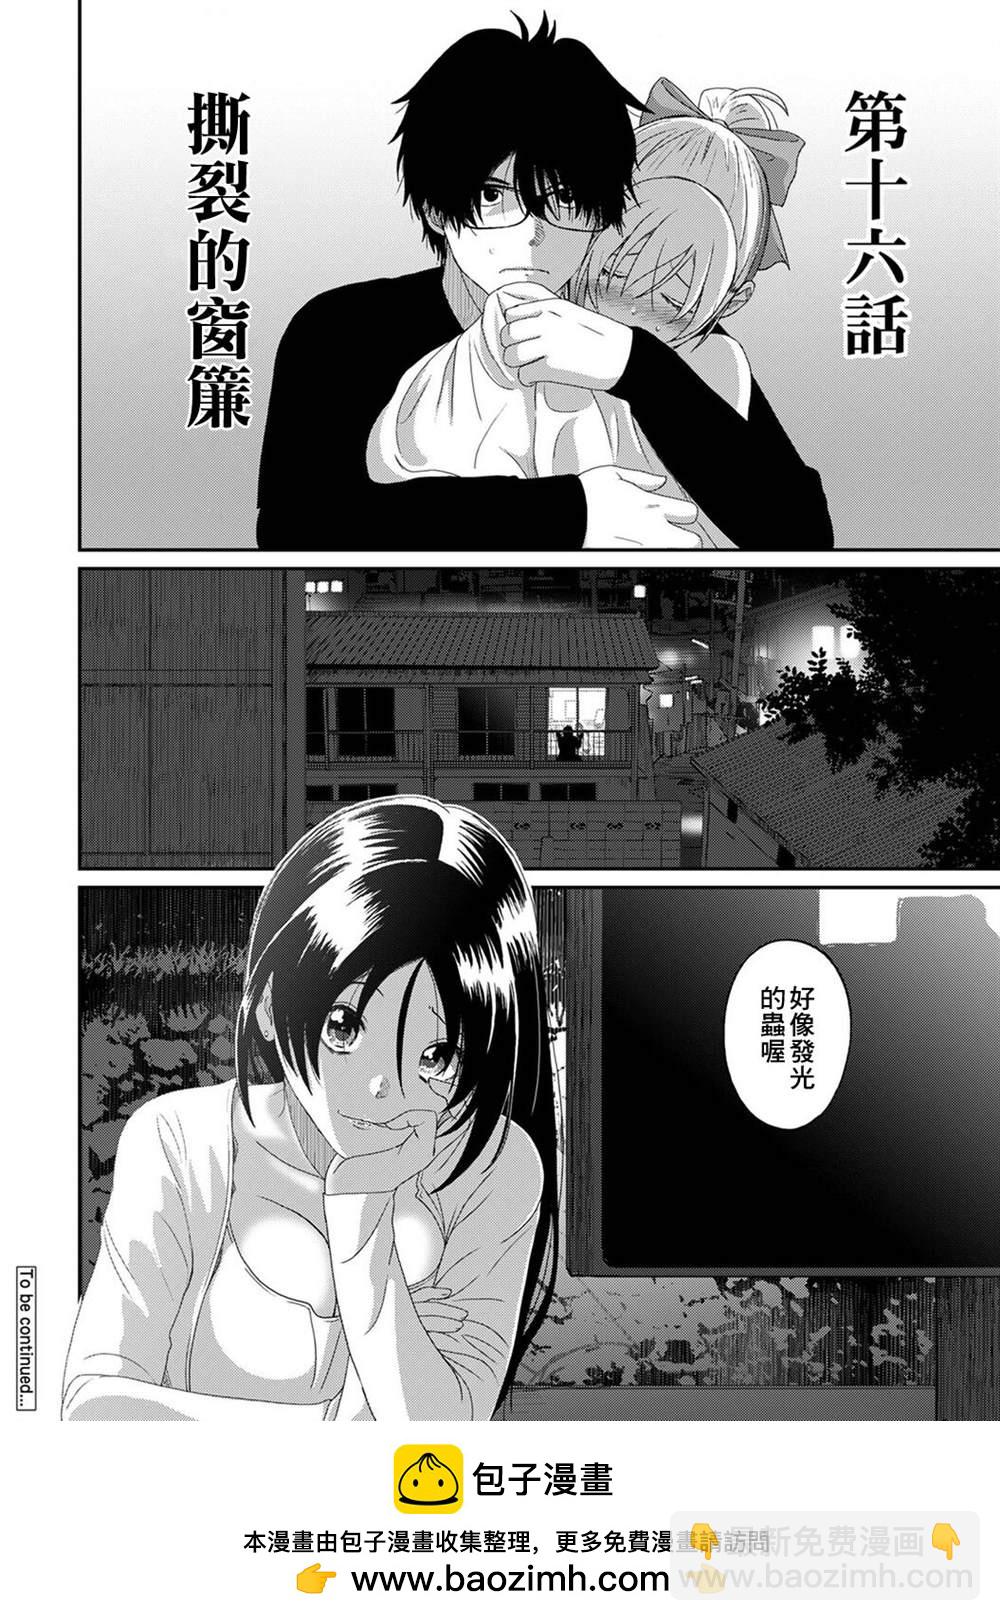 第十六話
撕裂的窗簾
好像發光
的蟲喔
To be continued...
包子漫畫
本漫畫由包子漫畫收集整理，更多免費漫畫請訪問
👉 www.baozimh.com 👈
👇最新免费漫画👇
www.baozimh.com